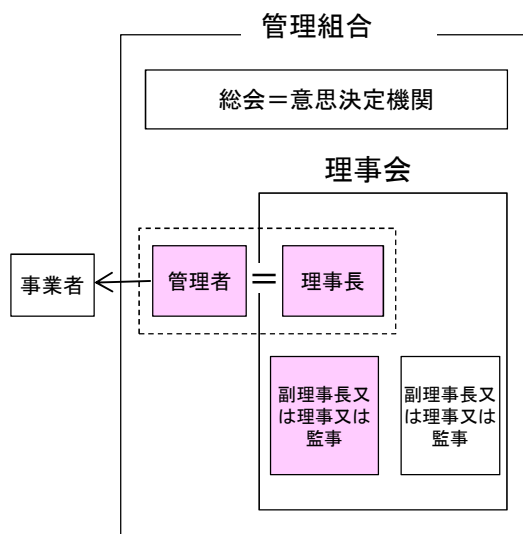 管理組合
総会＝意思決定機関
理事会
事業者
管理者
＝
理事長
副理事長又
は理事又は
監事
副理事長又
は理事又は
監事